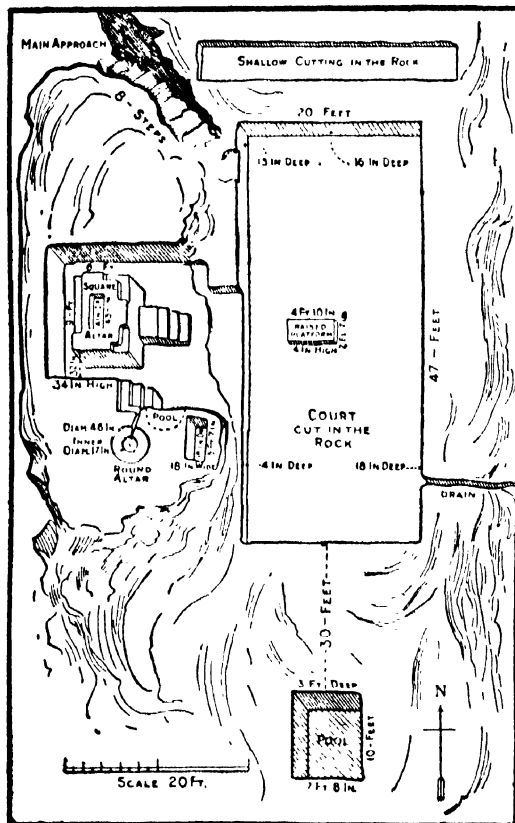 MAIN APPROACH
8 - STEPS
SHALLOW CUTTING IN THE ROCK
20 FEET
13 IN DEEP
16 IN DEEP
SQUARE
ALTAR
34 IN HIGH
4 FT 10 IN
RAISED
PLATFORM
4 IN HIGH
47 - FEET
COURT
CUT IN THE
ROCK
POOL
DIAM. 46 IN.
INNER
DIAM. 17 IN.
ROUND
ALTAR
18 IN WIDE
4 IN DEEP
18 IN DEEP
DRAIN
30 - FEET
3 FT DEEP
POOL
10 - FEET
7 FT 8 IN.
N
SCALE 20 FT.